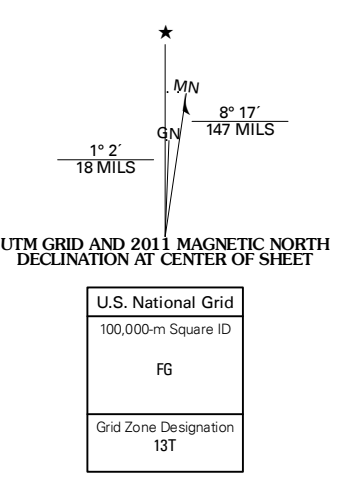 ★
MN
8° 17´
147 MILS
GN
1° 2´
18 MILS
UTM GRID AND 2011 MAGNETIC NORTH
DECLINATION AT CENTER OF SHEET
U.S. National Grid
100,000-m Square ID
FG
Grid Zone Designation
13T